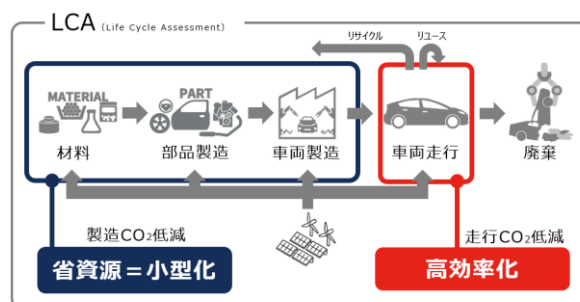 LCA (Life Cycle Assessment)
リサイクル リユース
MATERIAL PART
材料 部品製造 車両製造 車両走行 廃棄
製造CO₂低減 走行CO₂低減
省資源=小型化 高効率化